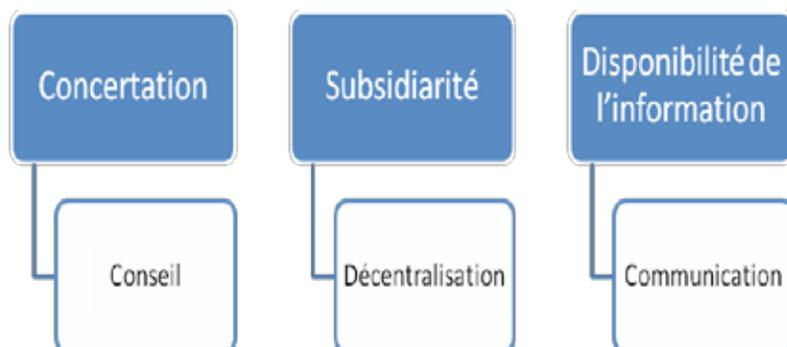 Concertation
Subsidiarité
Disponibilité de
l'information
Conseil
Décentralisation
Communication